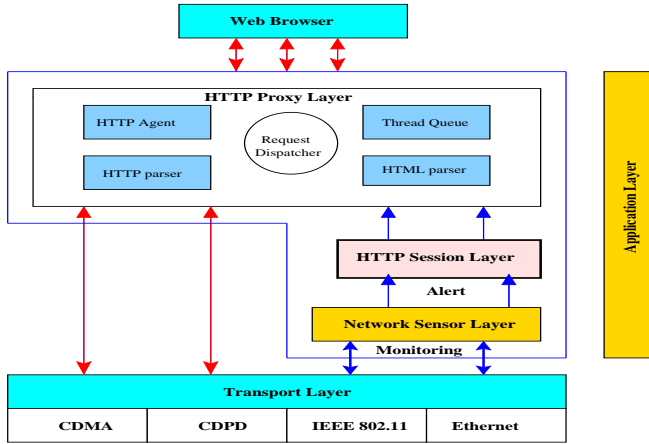 Web Browser
HTTP Proxy Layer
HTTP Agent
Thread Queue
Request
Dispatcher
HTTP parser
HTML parser
HTTP Session Layer
Alert
Network Sensor Layer
Monitoring
Transport Layer
CDMA
CDPD
IEEE 802.11
Ethernet
Application Layer